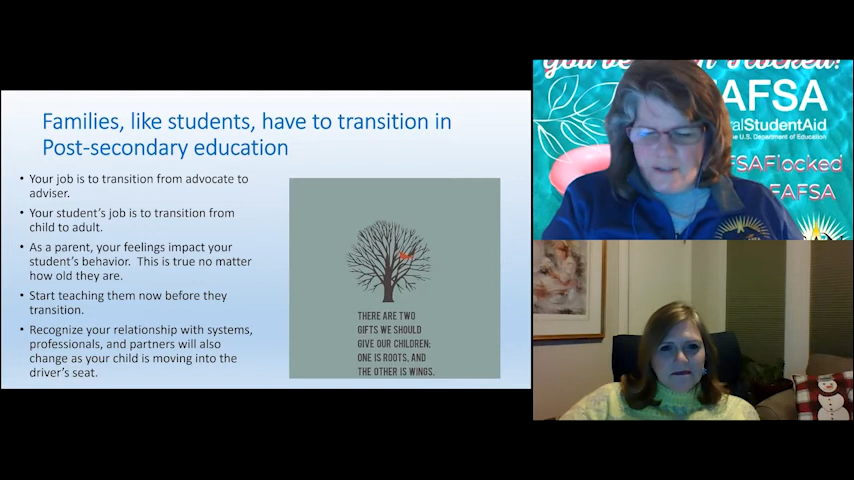 Families, like students, have to transition in
Post-secondary education
• Your job is to transition from advocate to
adviser.
• Your student's job is to transition from
child to adult.
• As a parent, your feelings impact your
student's behavior. This is true no matter
how old they are.
• Start teaching them now before they
transition.
• Recognize your relationship with systems,
professionals, and partners will also
change as your child is moving into the
driver's seat.
THERE ARE TWO
GIFTS WE SHOULD
GIVE OUR CHILDREN:
ONE IS ROOTS, AND
THE OTHER IS WINGS.
AFSA
ralStudentAid
U.S. Department of Education
FSAFlocked
FAFSA